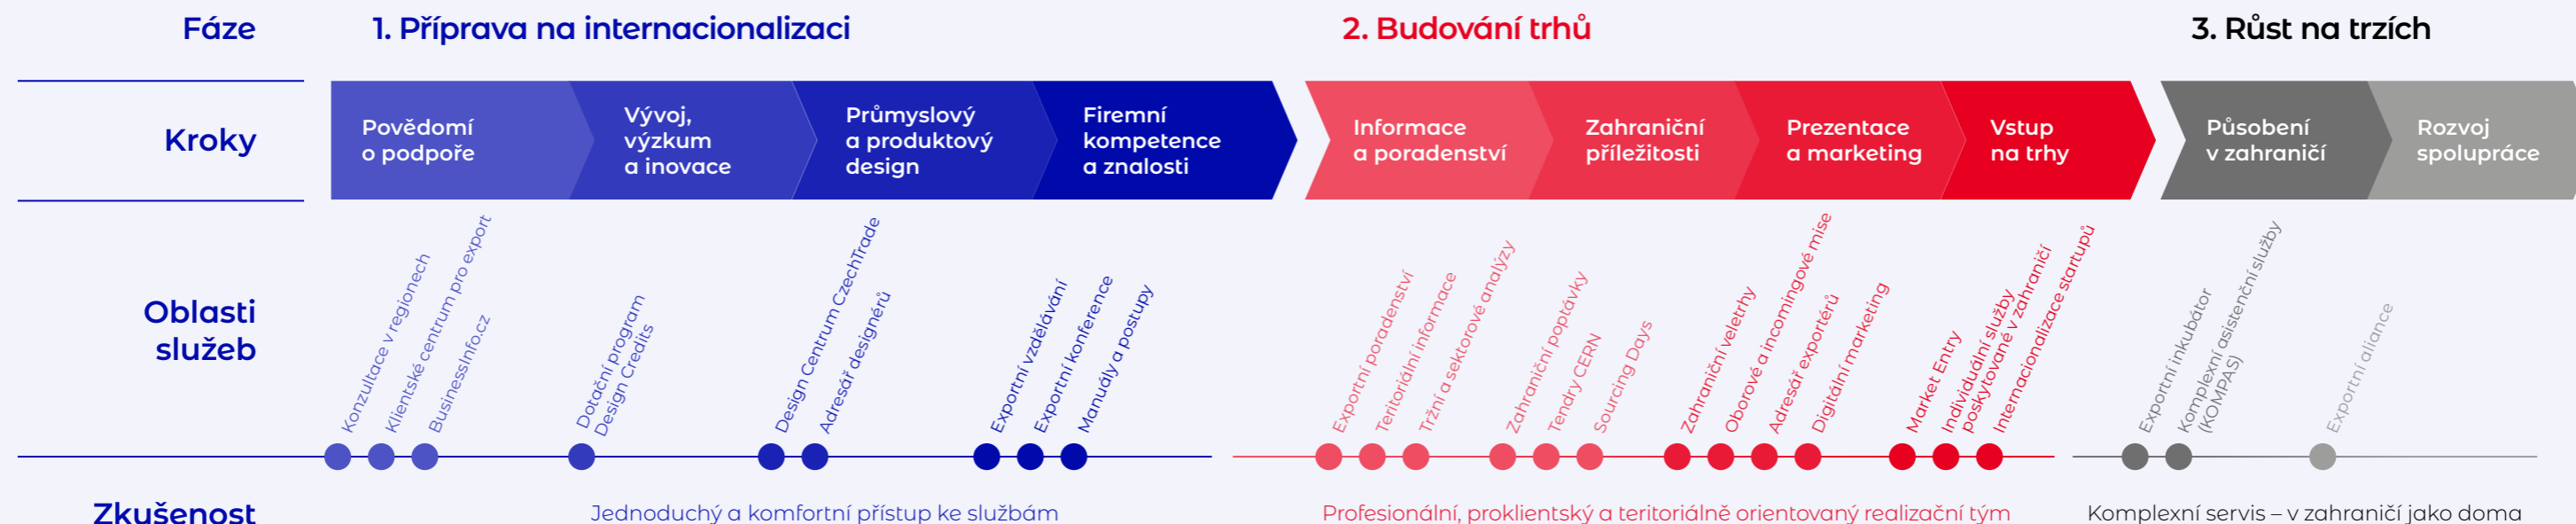 Fáze
1. Příprava na internacionalizaci
2. Budování trhů
3. Růst na trzích
Kroky
Povědomí
o podpoře
Vývoj,
výzkum
a inovace
Průmyslový
a produktový
design
Firemní
kompetence
a znalosti
Informace
a poradenství
Zahraniční
příležitosti
Prezentace
a marketing
Vstup
na trhy
Působení
v zahraničí
Rozvoj
spolupráce
Oblasti
služeb
Konzultace v regionech
Klientské centrum pro export
BusinessInfo.cz
Dotační program
Design Credits
Design Centrum CzechTrade
Adresář designérů
Exportní vzdělávání
Exportní konference
Manuály a postupy
Exportní poradenství
Teritoriální informace
Tržní a sektorové analýzy
Zahraniční poptávky
Tendry CERN
Sourcing Days
Zahraniční veletrhy
Oborové a incomingové mise
Adresář exportérů
Digitální marketing
Market Entry
Individuální služby
poskytované v zahraničí
Internacionalizace startupů
Exportní inkubátor
Komplexní asistenční služby
(KOMPAS)
Exportní aliance
Zkušenost
Jednoduchý a komfortní přístup ke službám
Profesionální, proklientský a teritoriálně orientovaný realizační tým
Komplexní servis – v zahraničí jako doma